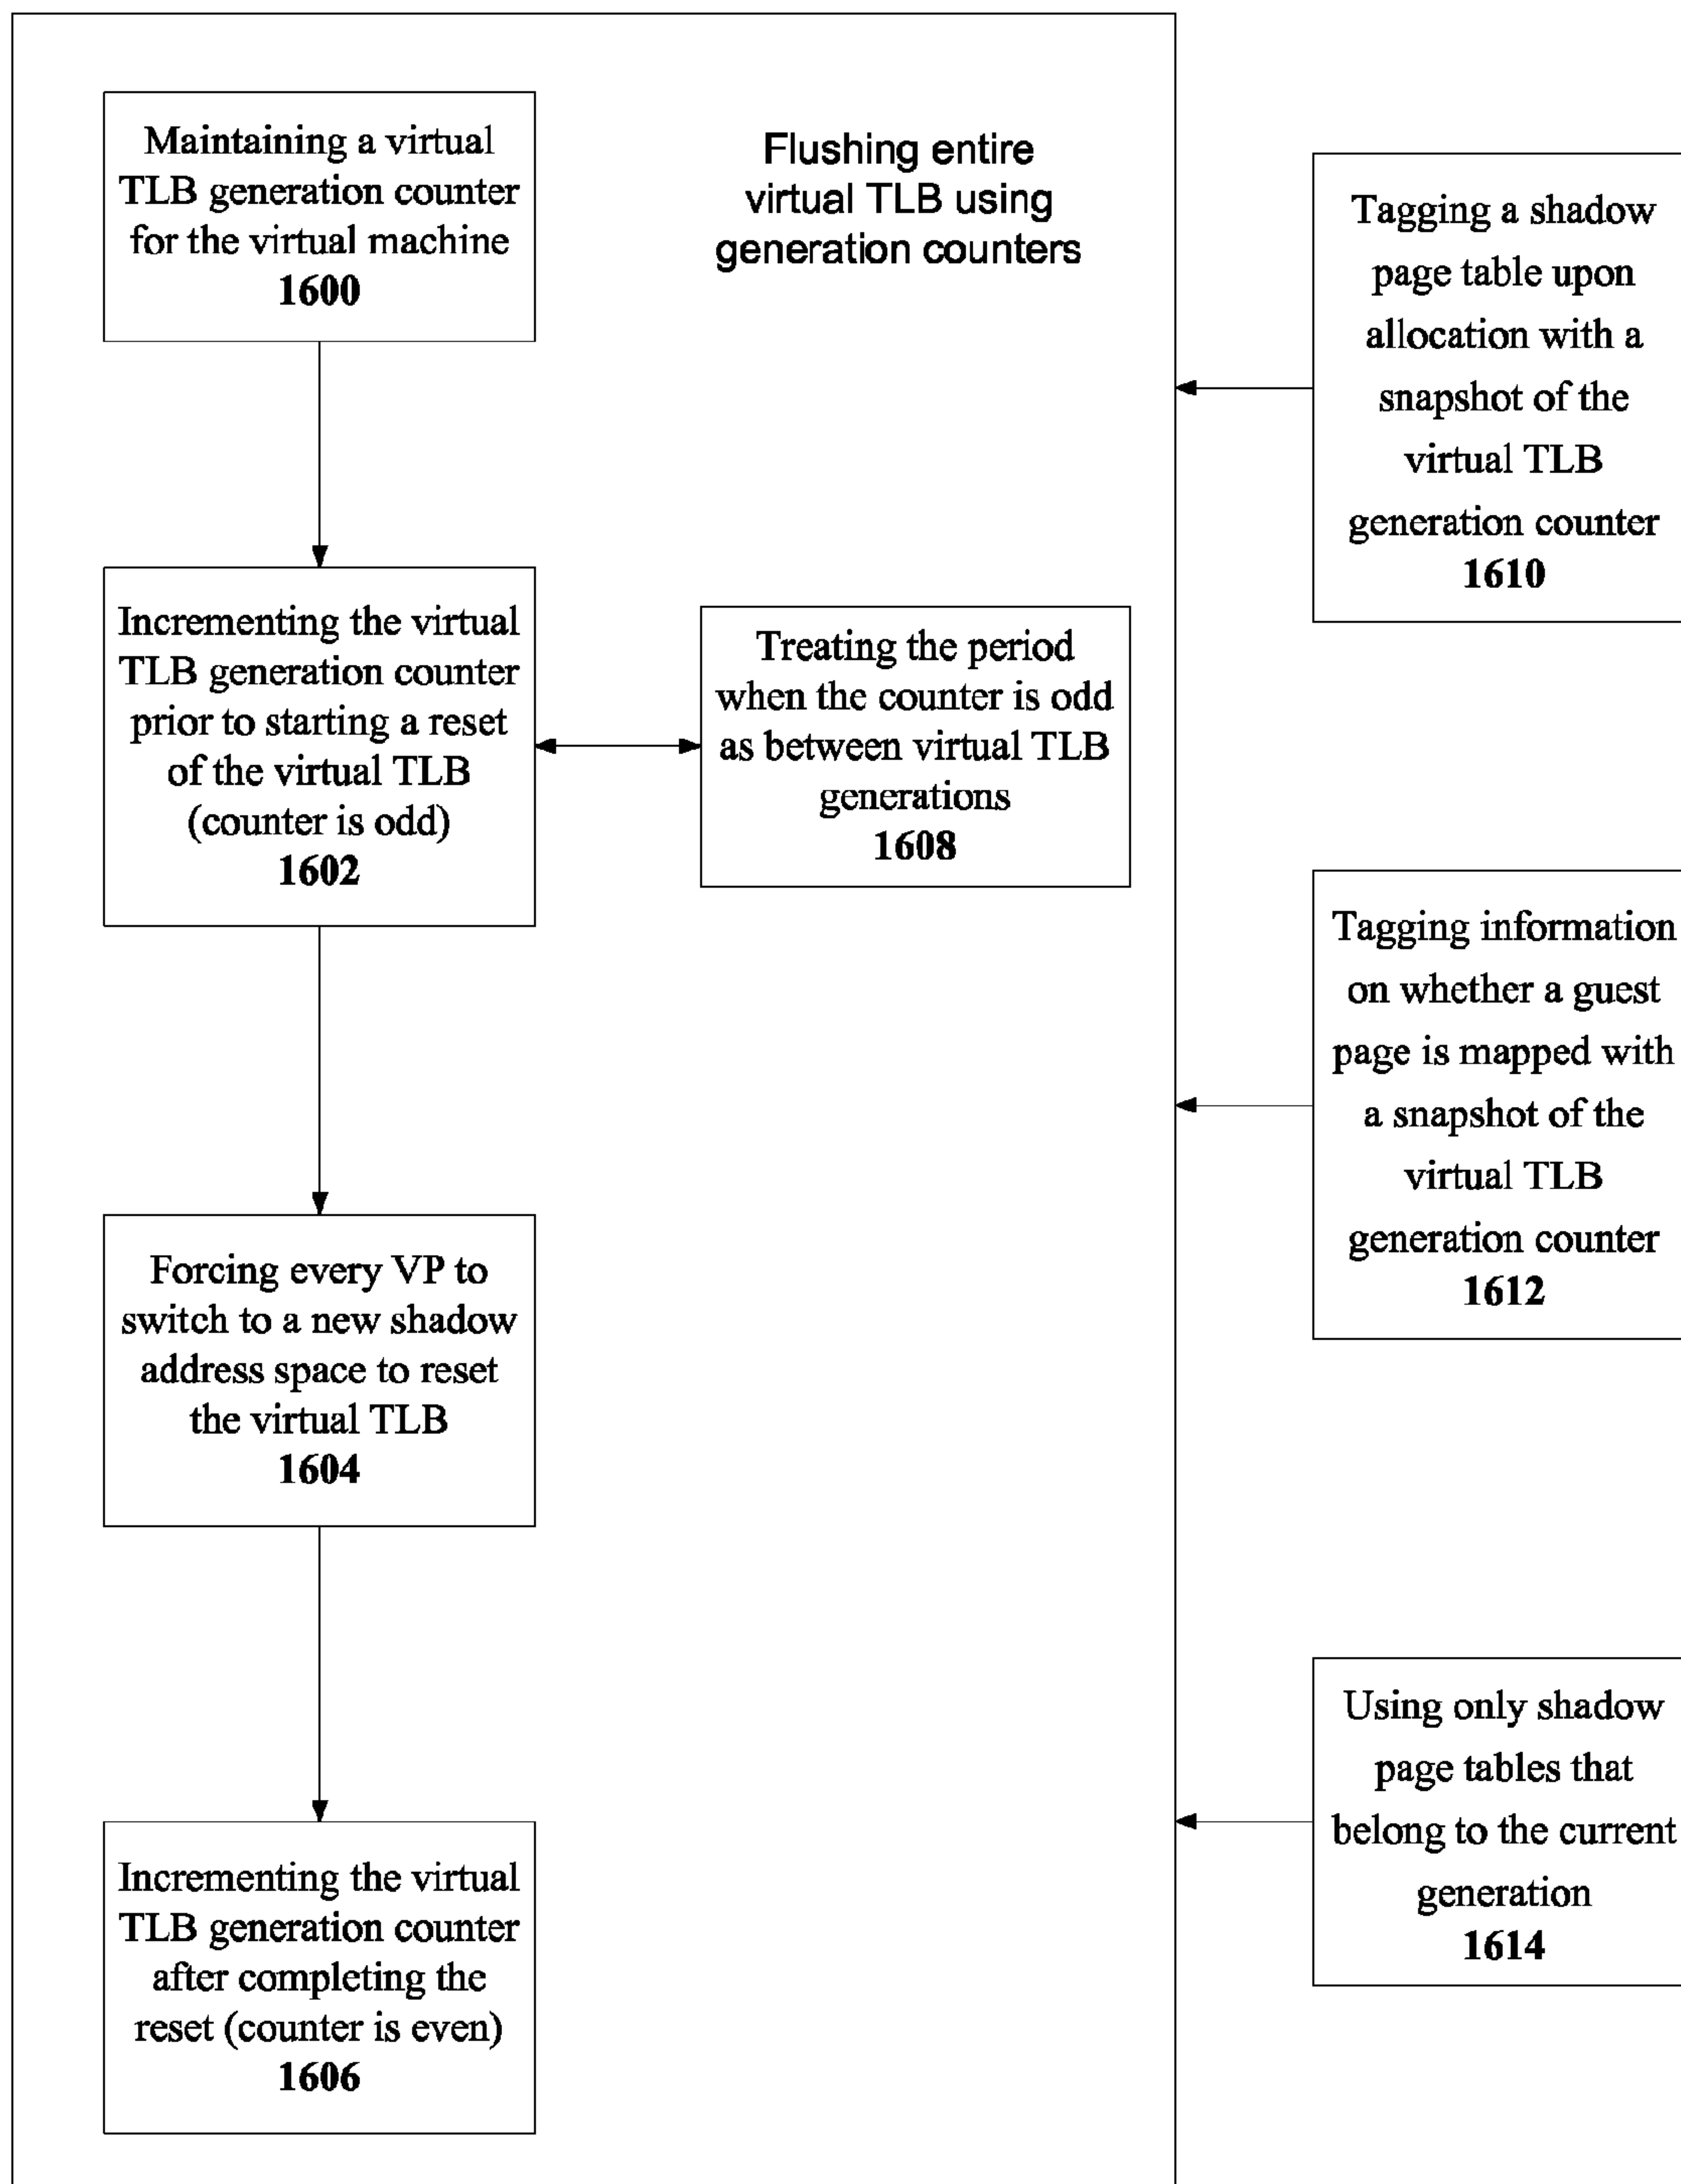 Maintaining a virtual
TLB generation counter
for the virtual machine
1600
Flushing entire
virtual TLB using
generation counters
Incrementing the virtual
TLB generation counter
prior to starting a reset
of the virtual TLB
(counter is odd)
1602
Treating the period
when the counter is odd
as between virtual TLB
generations
1608
Forcing every VP to
switch to a new shadow
address space to reset
the virtual TLB
1604
Incrementing the virtual
TLB generation counter
after completing the
reset (counter is even)
1606
Tagging a shadow
page table upon
allocation with a
snapshot of the
virtual TLB
generation counter
1610
Tagging information
on whether a guest
page is mapped with
a snapshot of the
virtual TLB
generation counter
1612
Using only shadow
page tables that
belong to the current
generation
1614